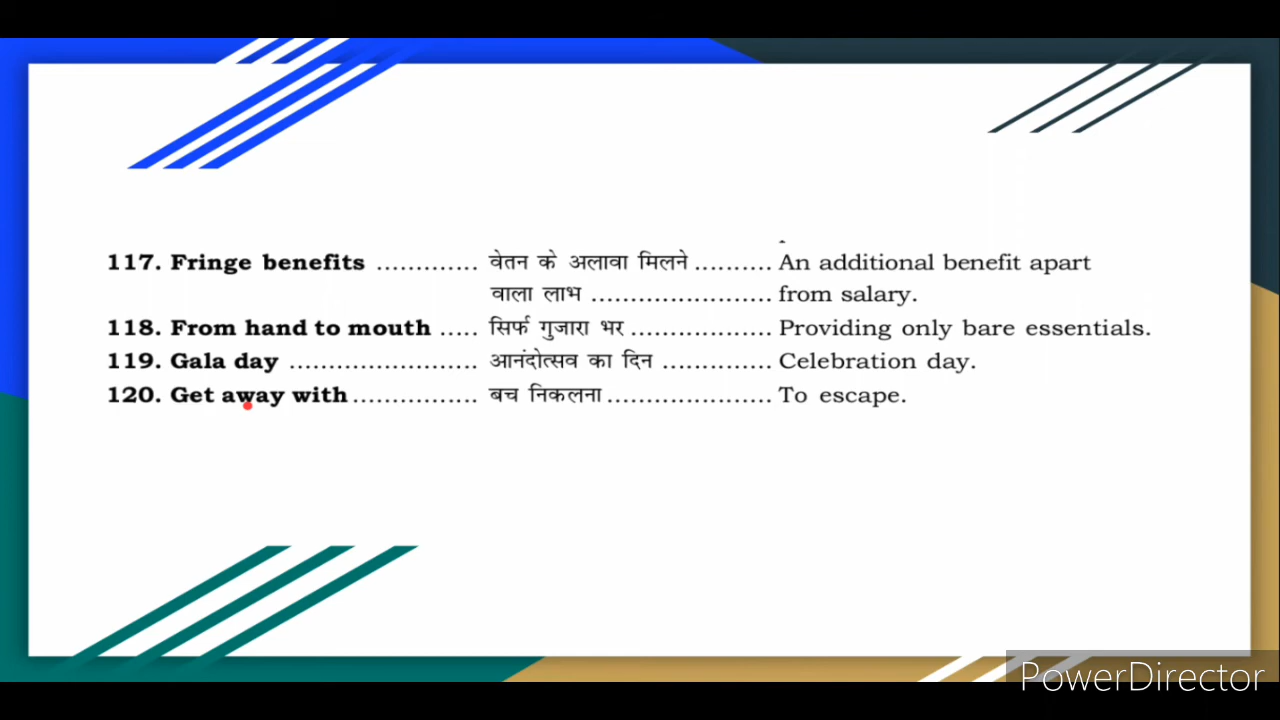 117. Fringe benefits ............. वेतन के अलावा मिलने .......... An additional benefit apart
वाला लाभ ....................... from salary.
118. From hand to mouth ..... सिर्फ गुजारा भर .................. Providing only bare essentials.
119. Gala day ........................ आनंदोत्सव का दिन .............. Celebration day.
120. Get away with ................ बच निकलना ..................... To escape.
PowerDirector